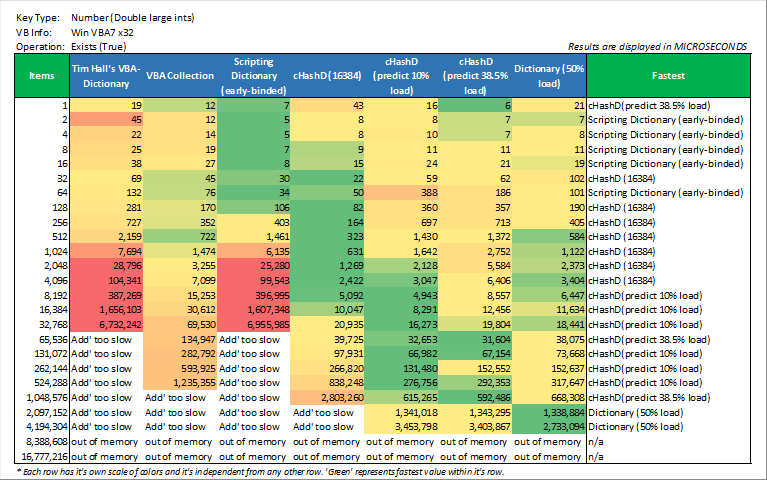 Key Type: Number (Double large ints)
VB Info: Win VBA7 x32
Operation: Exists (True)
Results are displayed in MICROSECONDS
Items Tim Hall's VBA-Dictionary VBA Collection Scripting Dictionary (early-binded) cHashD (16384) cHashD (predict 10% load) cHashD (predict 38.5% load) Dictionary (50% load) Fastest
1 19 12 7 43 16 6 21 cHashD(predict 38.5% load)
2 45 12 5 8 8 7 7 Scripting Dictionary (early-binded)
4 22 14 5 8 10 7 8 Scripting Dictionary (early-binded)
8 25 19 7 9 11 11 11 Scripting Dictionary (early-binded)
16 38 27 8 15 24 21 19 Scripting Dictionary (early-binded)
32 69 45 30 22 59 62 102 cHashD (16384)
64 132 76 34 50 388 186 101 Scripting Dictionary (early-binded)
128 281 170 106 82 360 357 190 cHashD (16384)
256 727 352 403 164 697 713 405 cHashD (16384)
512 2,159 722 1,461 323 1,430 1,372 584 cHashD (16384)
1,024 7,694 1,474 6,135 631 1,642 2,752 1,122 cHashD (16384)
2,048 28,796 3,255 25,280 1,269 2,128 5,584 2,373 cHashD (16384)
4,096 104,341 7,099 99,543 2,422 3,047 6,406 3,404 cHashD (16384)
8,192 387,269 15,253 396,995 5,092 4,943 8,557 6,447 cHashD(predict 10% load)
16,384 1,656,103 30,612 1,607,348 10,047 8,291 12,456 11,634 cHashD(predict 10% load)
32,768 6,732,242 69,530 6,955,985 20,935 16,273 19,804 18,441 cHashD(predict 10% load)
65,536 Add' too slow 134,947 Add' too slow 39,725 32,653 31,604 38,075 cHashD(predict 38.5% load)
131,072 Add' too slow 282,792 Add' too slow 97,931 66,982 67,154 73,668 cHashD(predict 10% load)
262,144 Add' too slow 593,925 Add' too slow 266,820 131,480 152,552 152,637 cHashD(predict 10% load)
524,288 Add' too slow 1,235,355 Add' too slow 838,248 276,756 292,353 317,647 cHashD(predict 10% load)
1,048,576 Add' too slow Add' too slow Add' too slow 2,803,260 615,265 592,486 668,308 cHashD(predict 38.5% load)
2,097,152 Add' too slow Add' too slow Add' too slow Add' too slow 1,341,018 1,343,295 1,338,884 Dictionary (50% load)
4,194,304 Add' too slow Add' too slow Add' too slow Add' too slow 3,453,798 3,403,867 2,733,094 Dictionary (50% load)
8,388,608 out of memory out of memory out of memory out of memory out of memory out of memory out of memory n/a
16,777,216 out of memory out of memory out of memory out of memory out of memory out of memory out of memory n/a
* Each row has it's own scale of colors and it's independent from any other row. 'Green' represents fastest value within it's row.